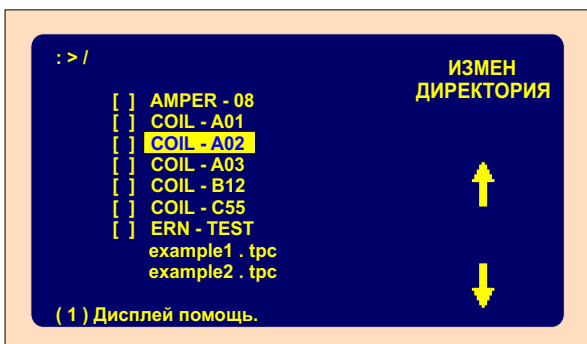 : > /
ИЗМЕН
ДИРЕКТОРИЯ
[ ] AMPER - 08
[ ] COIL - A01
[ ] COIL - A02
[ ] COIL - A03
[ ] COIL - B12
[ ] COIL - C55
[ ] ERN - TEST
example1 . tpc
example2 . tpc
( 1 ) Дисплей помощь.